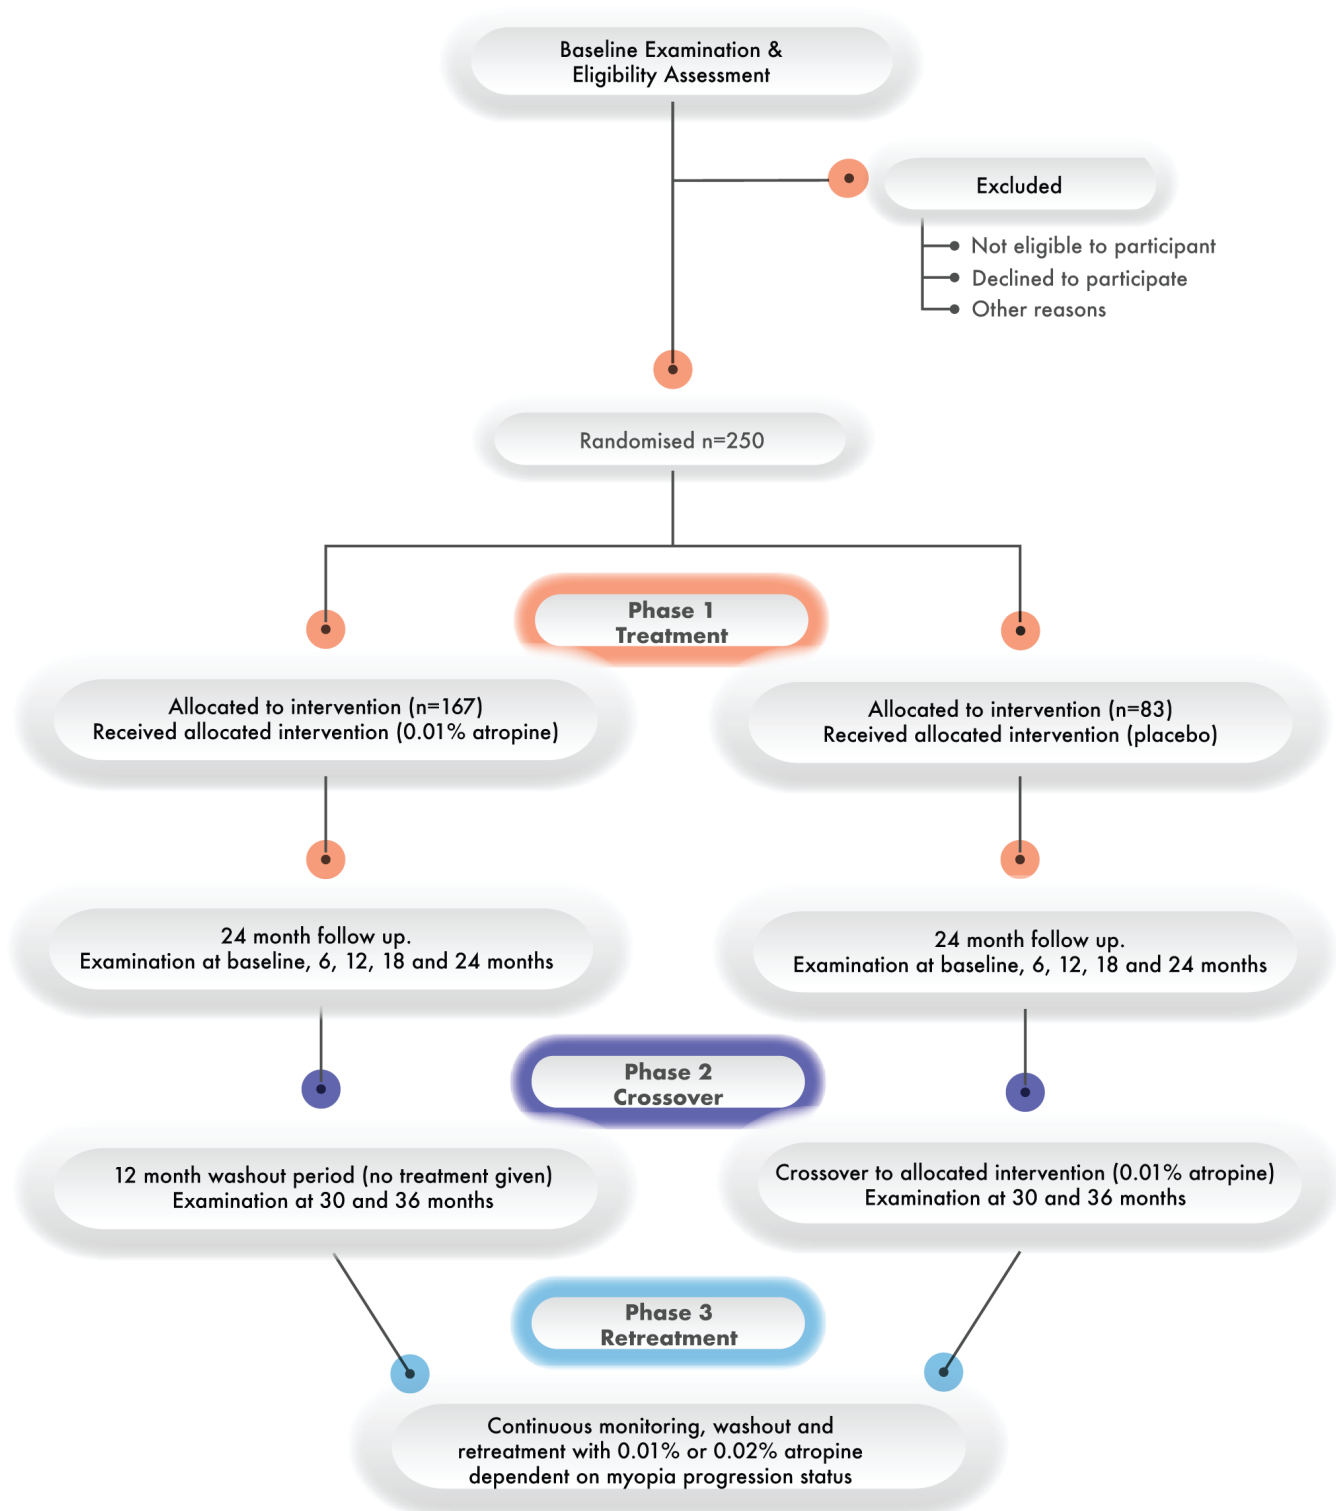 Baseline Examination &
Eligibility Assessment
Excluded
Not eligible to participant
Declined to participate
Other reasons
Randomised n=250
Phase 1
Treatment
Allocated to intervention (n=167)
Received allocated intervention (0.01% atropine)
Allocated to intervention (n=83)
Received allocated intervention (placebo)
24 month follow up.
Examination at baseline, 6, 12, 18 and 24 months
24 month follow up.
Examination at baseline, 6, 12, 18 and 24 months
Phase 2
Crossover
12 month washout period (no treatment given)
Examination at 30 and 36 months
Crossover to allocated intervention (0.01% atropine)
Examination at 30 and 36 months
Phase 3
Retreatment
Continuous monitoring, washout and
retreatment with 0.01% or 0.02% atropine
dependent on myopia progression status